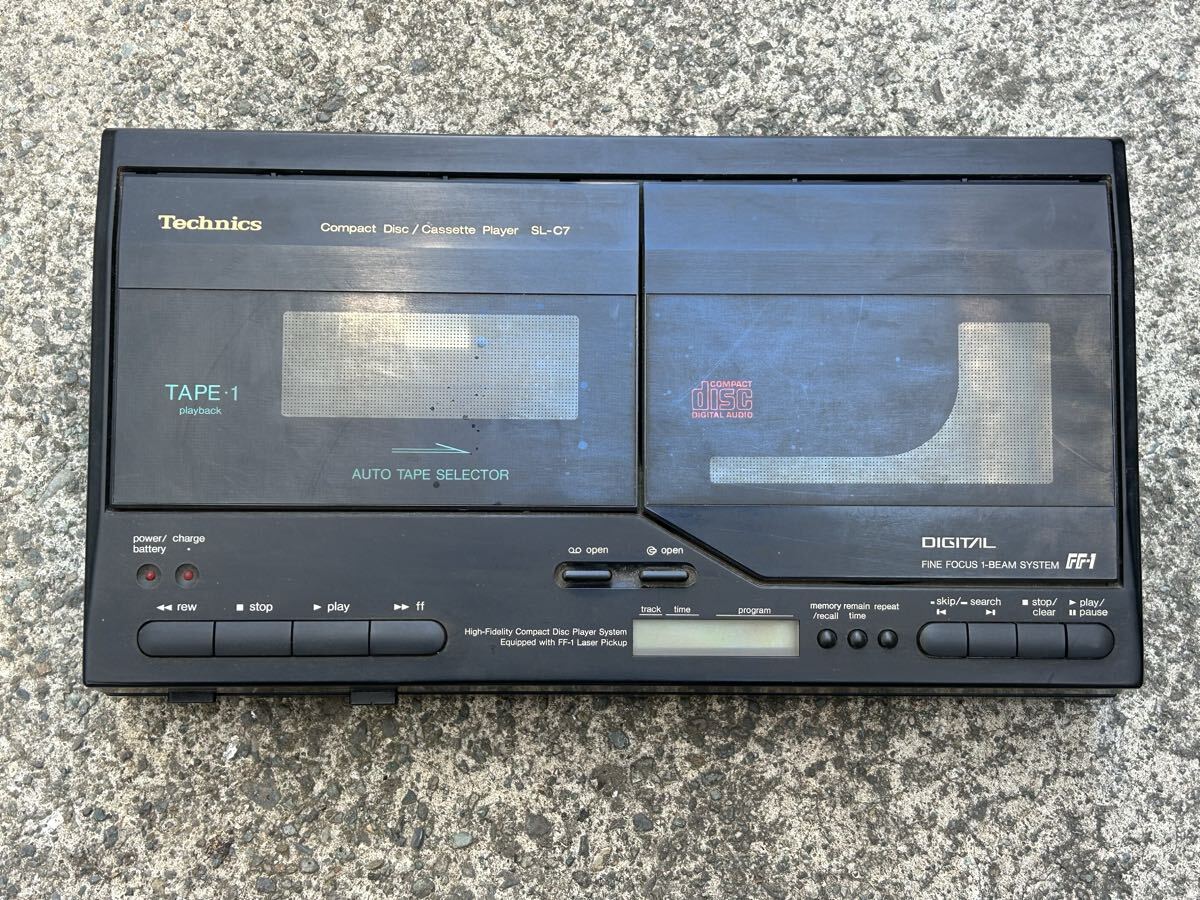 Technics
Compact Disc / Cassette Player SL-C7
TAPE·1
playback
AUTO TAPE SELECTOR
COMPACT
disc
DIGITAL AUDIO
DIGITAL
FINE FOCUS 1-BEAM SYSTEM FF-1
power/ charge
battery
open
open
rew
stop
play
ff
High-Fidelity Compact Disc Player System
Equipped with FF-1 Laser Pickup
track time program
memory remain repeat
/recall time
skip/ search
stop/ play/
clear pause